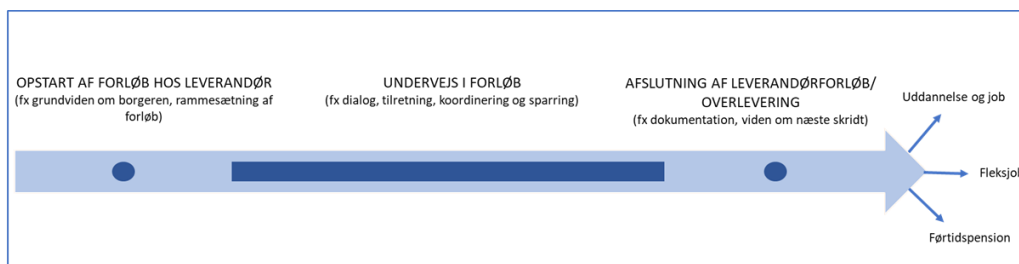 OPSTART AF FORLØB HOS LEVERANDØR
(fx grundviden om borgeren, rammesætning af
forløb)
UNDERVEJS I FORLØB
(fx dialog, tilretning, koordinering og sparring)
AFSLUTNING AF LEVERANDØRFORLØB/
OVERLEVERING
(fx dokumentation, viden om næste skridt)
Uddannelse og job
Fleksjob
Førtidspension